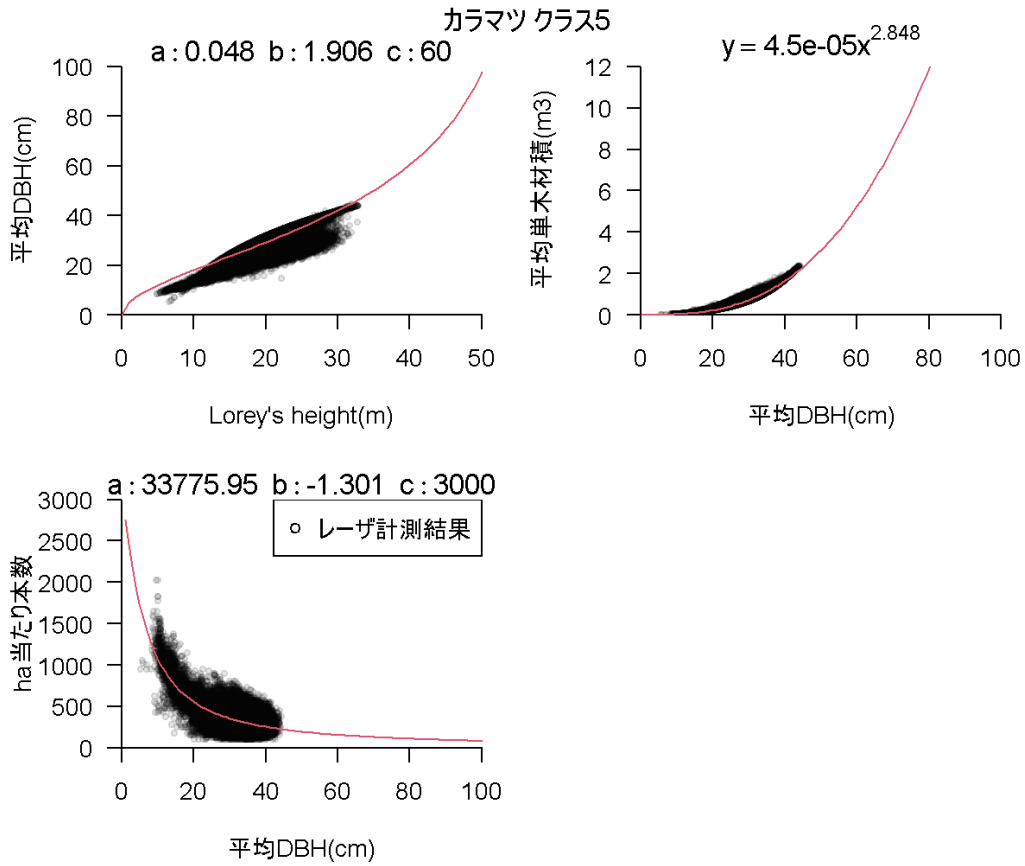 カラマツ クラス5
a : 0.048 b : 1.906 c : 60
100
80
60
40
20
0
平均DBH(cm)
0 10 20 30 40 50
Lorey's height(m)
y = 4.5e-05x^2.848
12
10
8
6
4
2
0
平均単木材積(m3)
0 20 40 60 80 100
平均DBH(cm)
a : 33775.95 b : -1.301 c : 3000
3000
2500
2000
1500
1000
500
0
ha当たり本数
レーザ計測結果
0 20 40 60 80 100
平均DBH(cm)